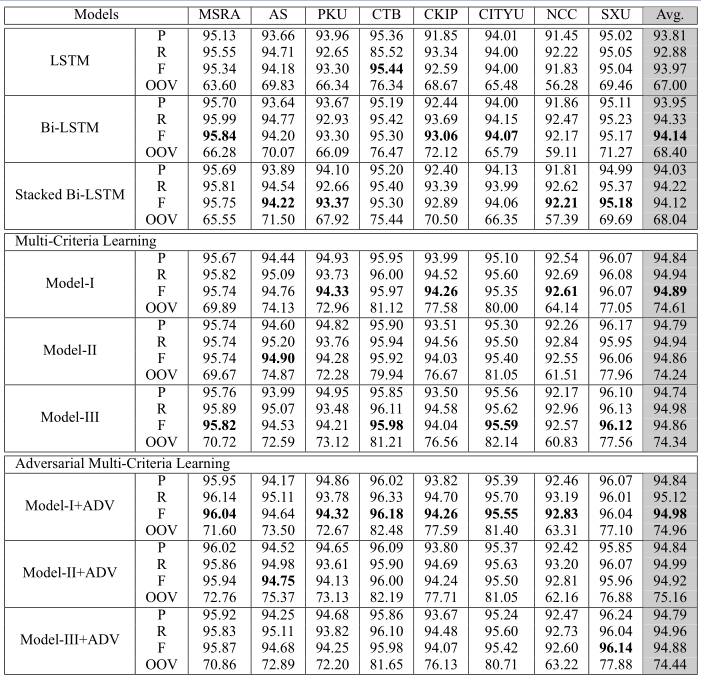 Models MSRA AS PKU CTB CKIP CITYU NCC SXU Avg.
LSTM
P 95.13 93.66 93.96 95.36 91.85 94.01 91.45 95.02 93.81
R 95.55 94.71 92.65 85.52 93.34 94.00 92.22 95.05 92.88
F 95.34 94.18 93.30 95.44 92.59 94.00 91.83 95.04 93.97
OOV 63.60 69.83 66.34 76.34 68.67 65.48 56.28 69.46 67.00
Bi-LSTM
P 95.70 93.64 93.67 95.19 92.44 94.00 91.86 95.11 93.95
R 95.99 94.77 92.93 95.42 93.69 94.15 92.47 95.23 94.33
F 95.84 94.20 93.30 95.30 93.06 94.07 92.17 95.17 94.14
OOV 66.28 70.07 66.09 76.47 72.12 65.79 59.11 71.27 68.40
Stacked Bi-LSTM
P 95.69 93.89 94.10 95.20 92.40 94.13 91.81 94.99 94.03
R 95.81 94.54 92.66 95.40 93.39 93.99 92.62 95.37 94.22
F 95.75 94.22 93.37 95.30 92.89 94.06 92.21 95.18 94.12
OOV 65.55 71.50 67.92 75.44 70.50 66.35 57.39 69.69 68.04
Multi-Criteria Learning
Model-I
P 95.67 94.44 94.93 95.95 93.99 95.10 92.54 96.07 94.84
R 95.82 95.09 93.73 96.00 94.52 95.60 92.69 96.08 94.94
F 95.74 94.76 94.33 95.97 94.26 95.35 92.61 96.07 94.89
OOV 69.89 74.13 72.96 81.12 77.58 80.00 64.14 77.05 74.61
Model-II
P 95.74 94.60 94.82 95.90 93.51 95.30 92.26 96.17 94.79
R 95.74 95.20 93.76 95.94 94.56 95.50 92.84 95.95 94.94
F 95.74 94.90 94.28 95.92 94.03 95.40 92.55 96.06 94.86
OOV 69.67 74.87 72.28 79.94 76.67 81.05 61.51 77.96 74.24
Model-III
P 95.76 93.99 94.95 95.85 93.50 95.56 92.17 96.10 94.74
R 95.89 95.07 93.48 96.11 94.58 95.62 92.96 96.13 94.98
F 95.82 94.53 94.21 95.98 94.04 95.59 92.57 96.12 94.86
OOV 70.72 72.59 73.12 81.21 76.56 82.14 60.83 77.56 74.34
Adversarial Multi-Criteria Learning
Model-I+ADV
P 95.95 94.17 94.86 96.02 93.82 95.39 92.46 96.07 94.84
R 96.14 95.11 93.78 96.33 94.70 95.70 93.19 96.01 95.12
F 96.04 94.64 94.32 96.18 94.26 95.55 92.83 96.04 94.98
OOV 71.60 73.50 72.67 82.48 77.59 81.40 63.31 77.10 74.96
Model-II+ADV
P 96.02 94.52 94.65 96.09 93.80 95.37 92.42 95.85 94.84
R 95.86 94.98 93.61 95.90 94.69 95.63 93.20 96.07 94.99
F 95.94 94.75 94.13 96.00 94.24 95.50 92.81 95.96 94.92
OOV 72.76 75.37 73.13 82.19 77.71 81.05 62.16 76.88 75.16
Model-III+ADV
P 95.92 94.25 94.68 95.86 93.67 95.24 92.47 96.24 94.79
R 95.83 95.11 93.82 96.10 94.48 95.60 92.73 96.04 94.96
F 95.87 94.68 94.25 95.98 94.07 95.42 92.60 96.14 94.88
OOV 70.86 72.89 72.20 81.65 76.13 80.71 63.22 77.88 74.44